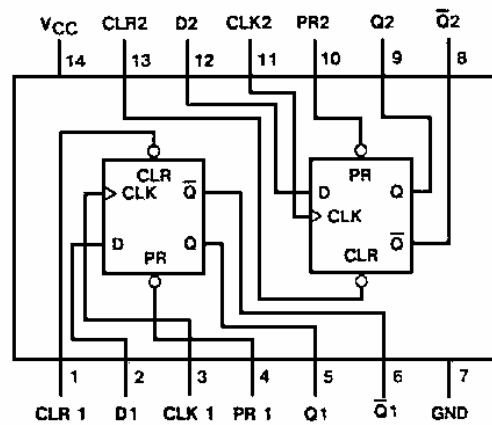 VCC CLR2 D2 CLK2 PR2 Q2 Q̅2
14 13 12 11 10 9 8
CLR
CLK Q̅
D Q
PR
PR
D Q
CLK
Q̅
CLR
1 2 3 4 5 6 7
CLR 1 D1 CLK 1 PR 1 Q1 Q̅1 GND